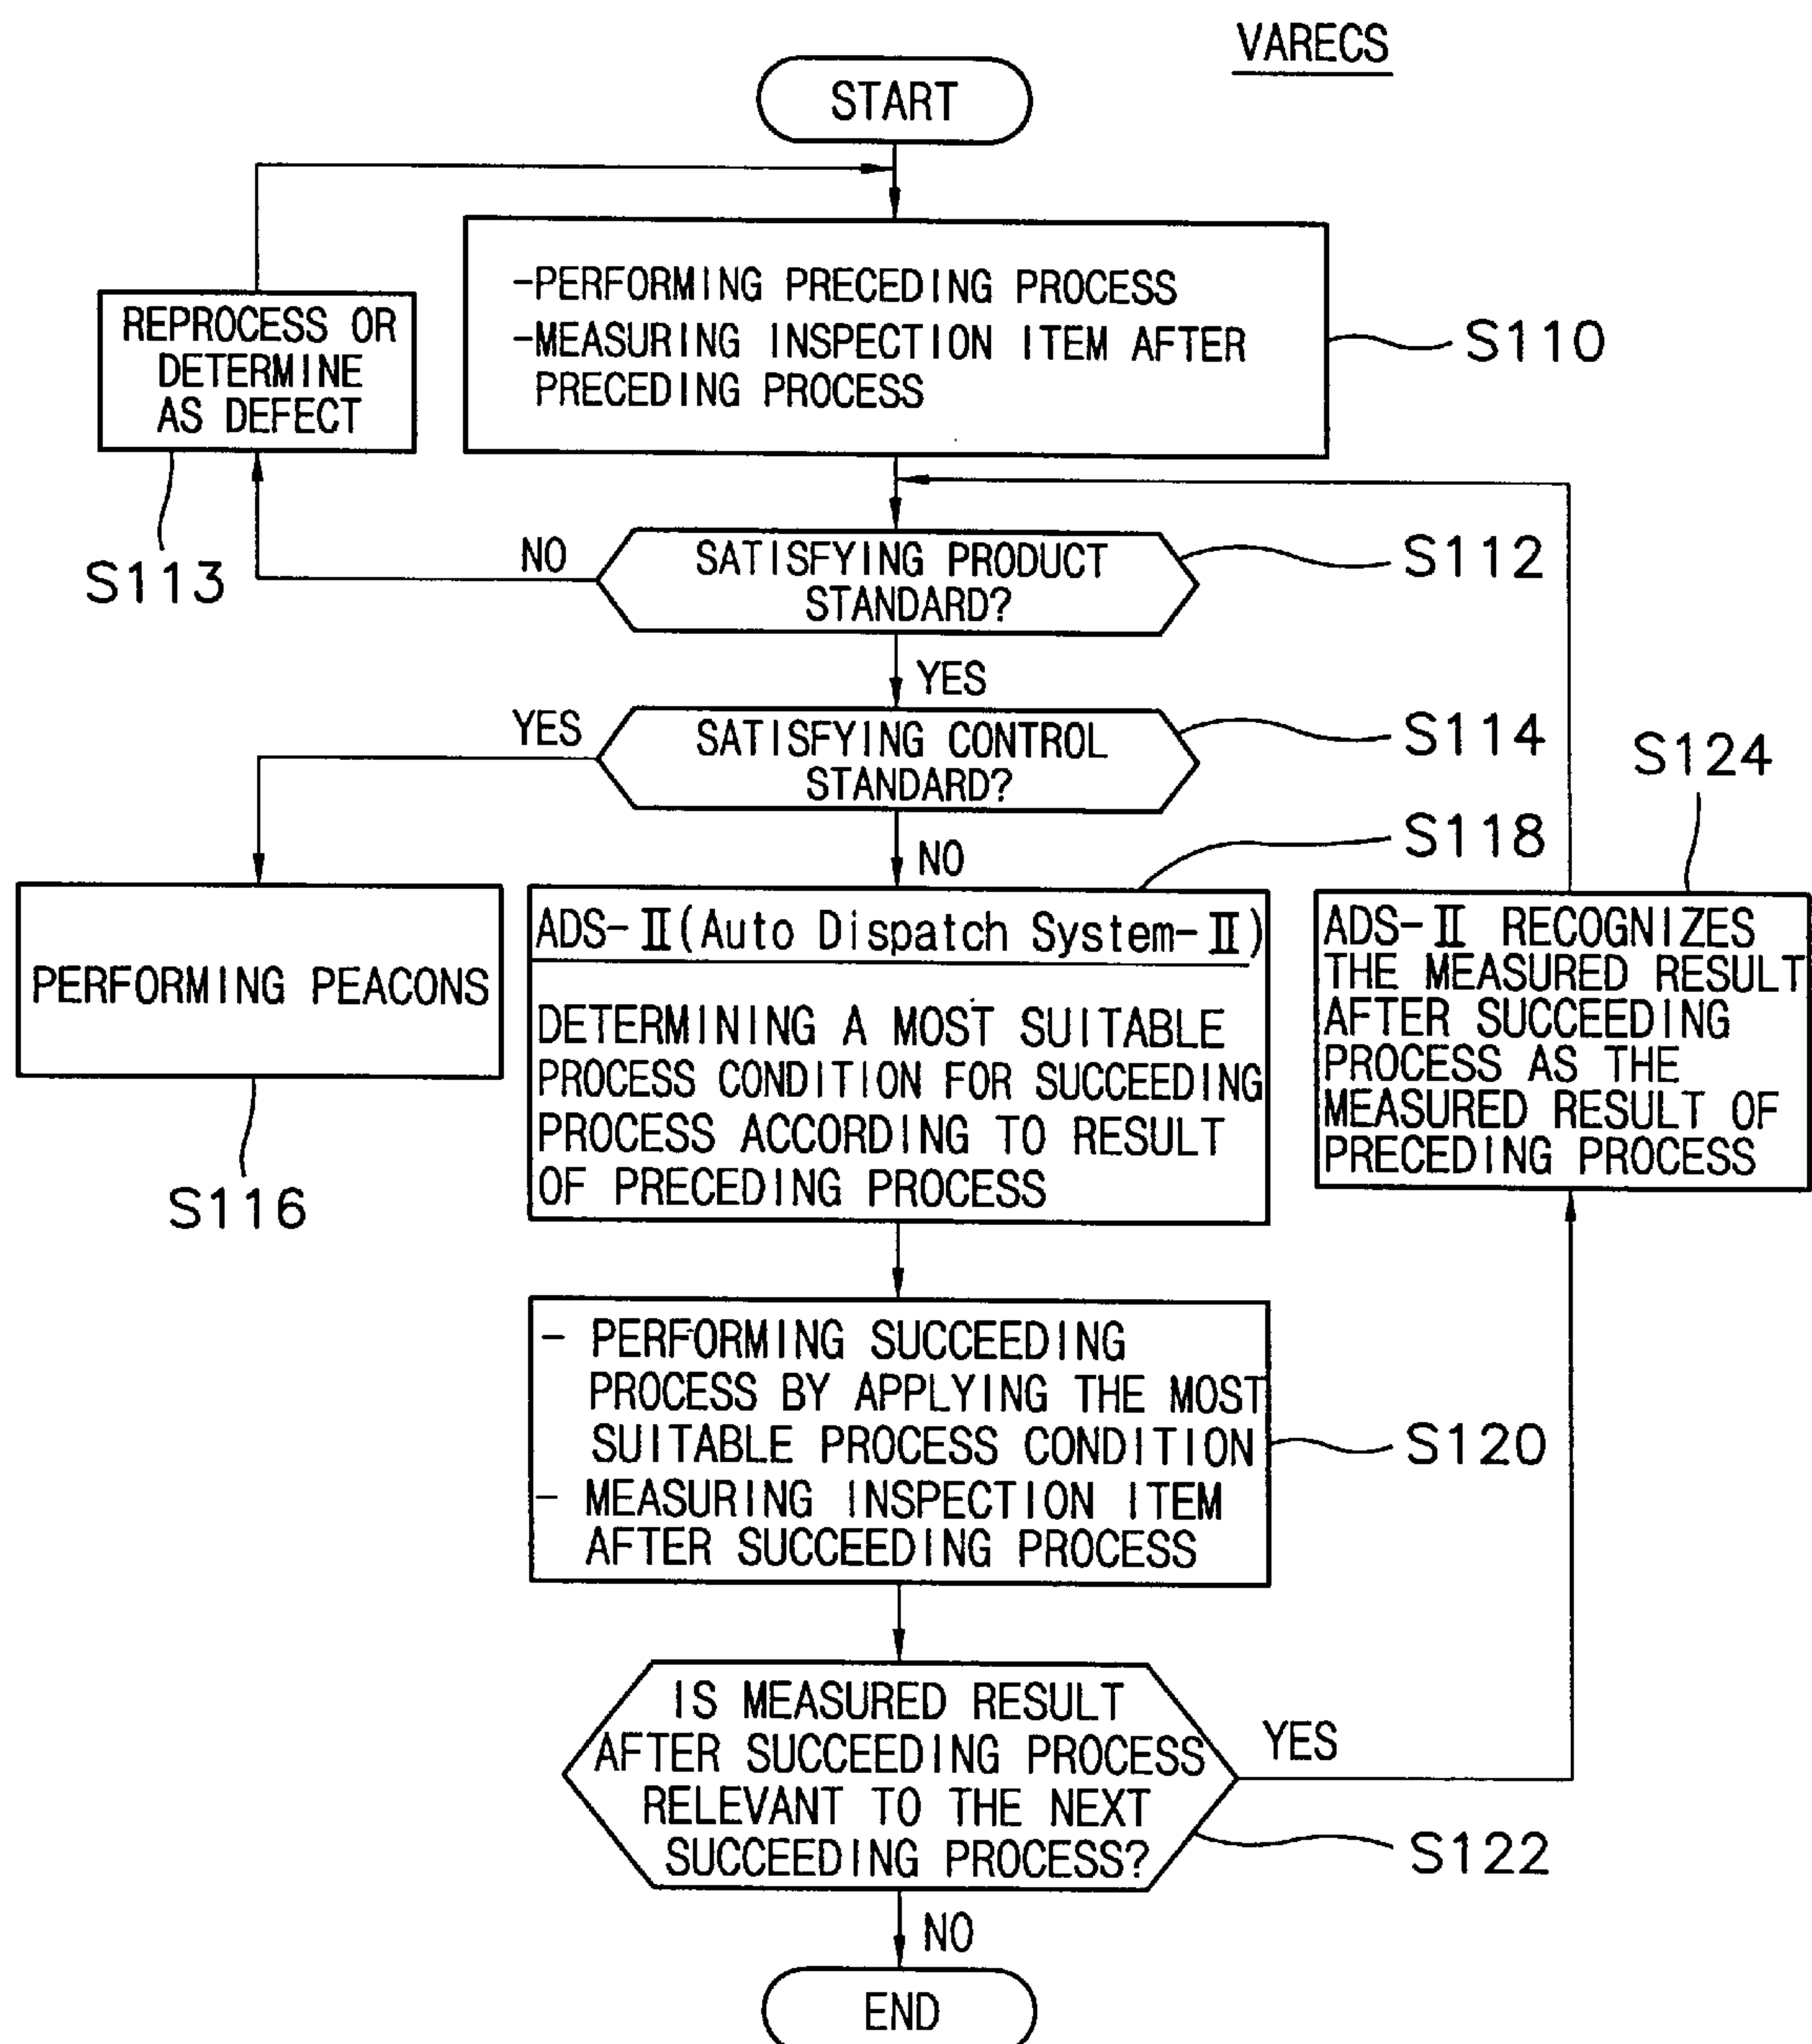 VARECS
START
-PERFORMING PRECEDING PROCESS
-MEASURING INSPECTION ITEM AFTER
PRECEDING PROCESS
S110
REPROCESS OR
DETERMINE
AS DEFECT
S113
NO
SATISFYING PRODUCT
STANDARD?
S112
YES
YES
SATISFYING CONTROL
STANDARD?
S114
NO
S118
S124
PERFORMING PEACONS
S116
ADS-Ⅱ(Auto Dispatch System-Ⅱ)
DETERMINING A MOST SUITABLE
PROCESS CONDITION FOR SUCCEEDING
PROCESS ACCORDING TO RESULT
OF PRECEDING PROCESS
ADS-Ⅱ RECOGNIZES
THE MEASURED RESULT
AFTER SUCCEEDING
PROCESS AS THE
MEASURED RESULT OF
PRECEDING PROCESS
- PERFORMING SUCCEEDING
PROCESS BY APPLYING THE MOST
SUITABLE PROCESS CONDITION
- MEASURING INSPECTION ITEM
AFTER SUCCEEDING PROCESS
S120
IS MEASURED RESULT
AFTER SUCCEEDING PROCESS
RELEVANT TO THE NEXT
SUCCEEDING PROCESS?
YES
S122
NO
END